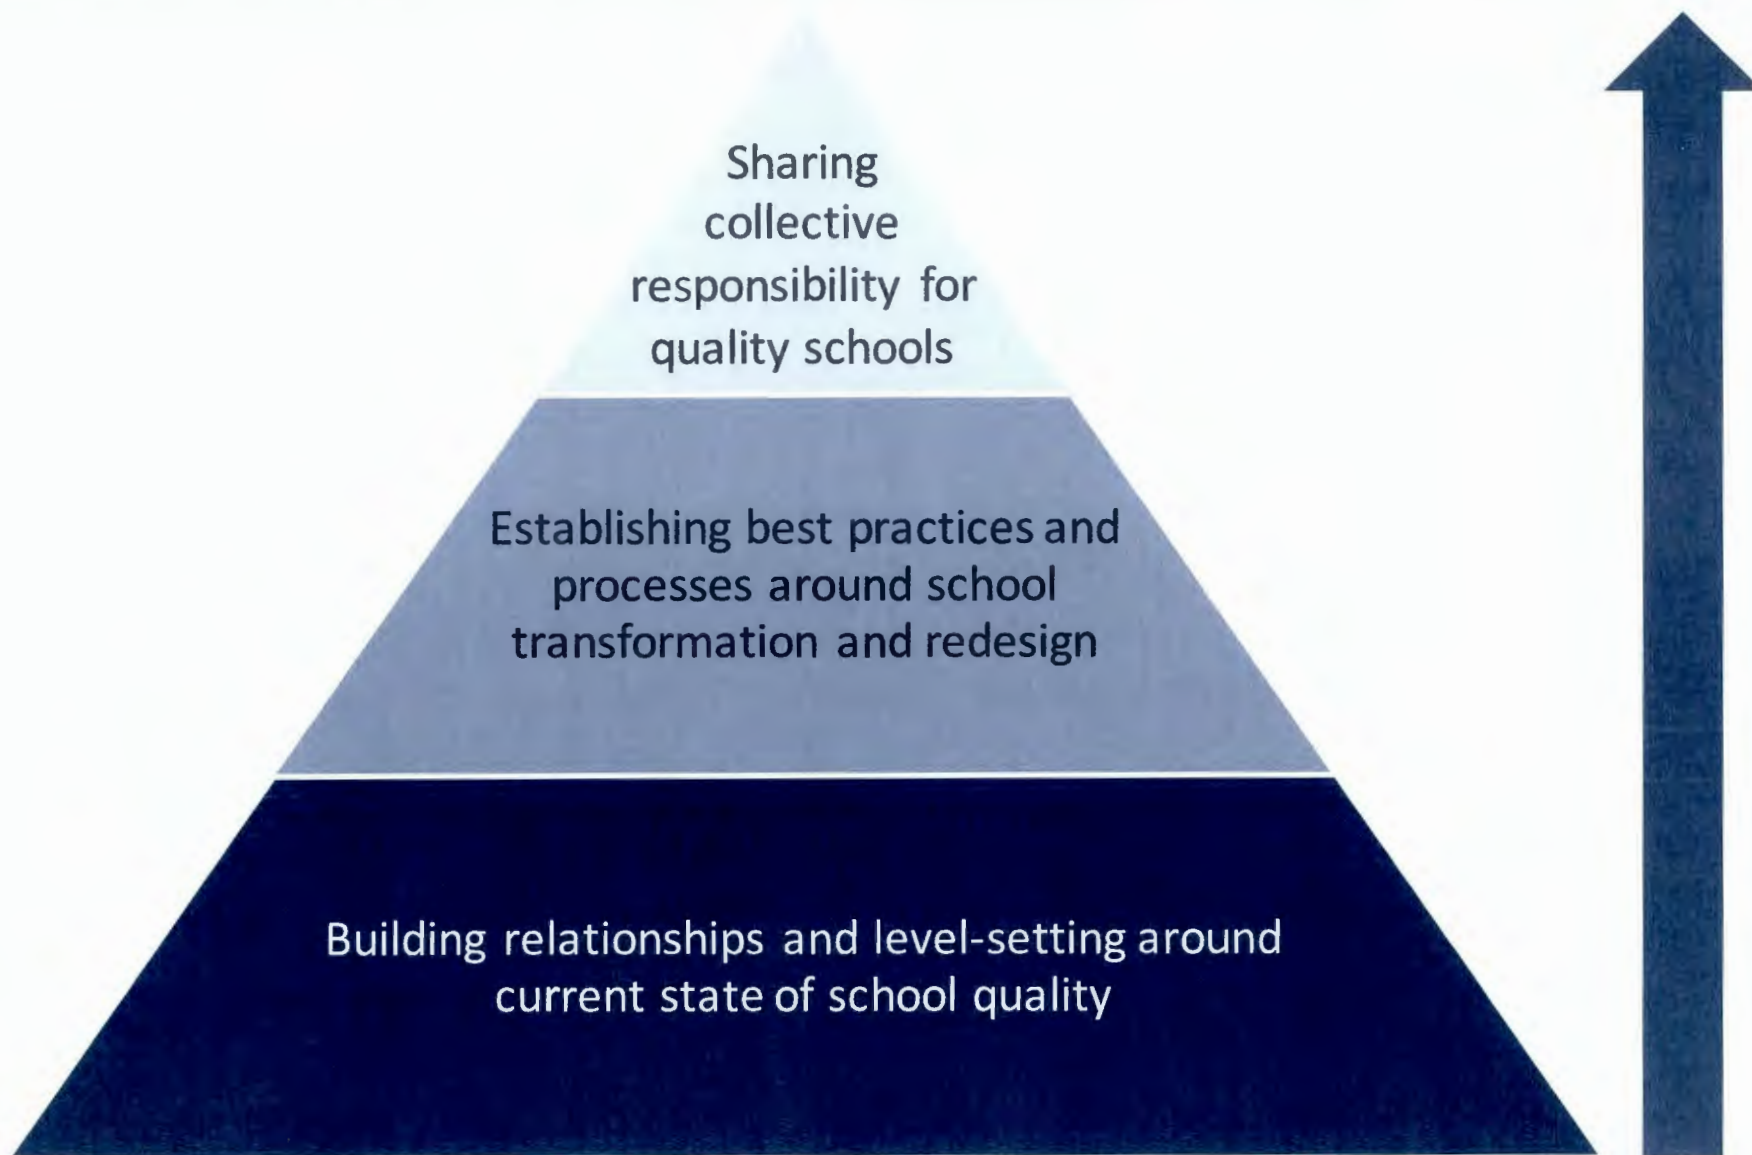 Sharing
collective
responsibility for
quality schools
Establishing best practices and
processes around school
transformation and redesign
Building relationships and level-setting around
current state of school quality